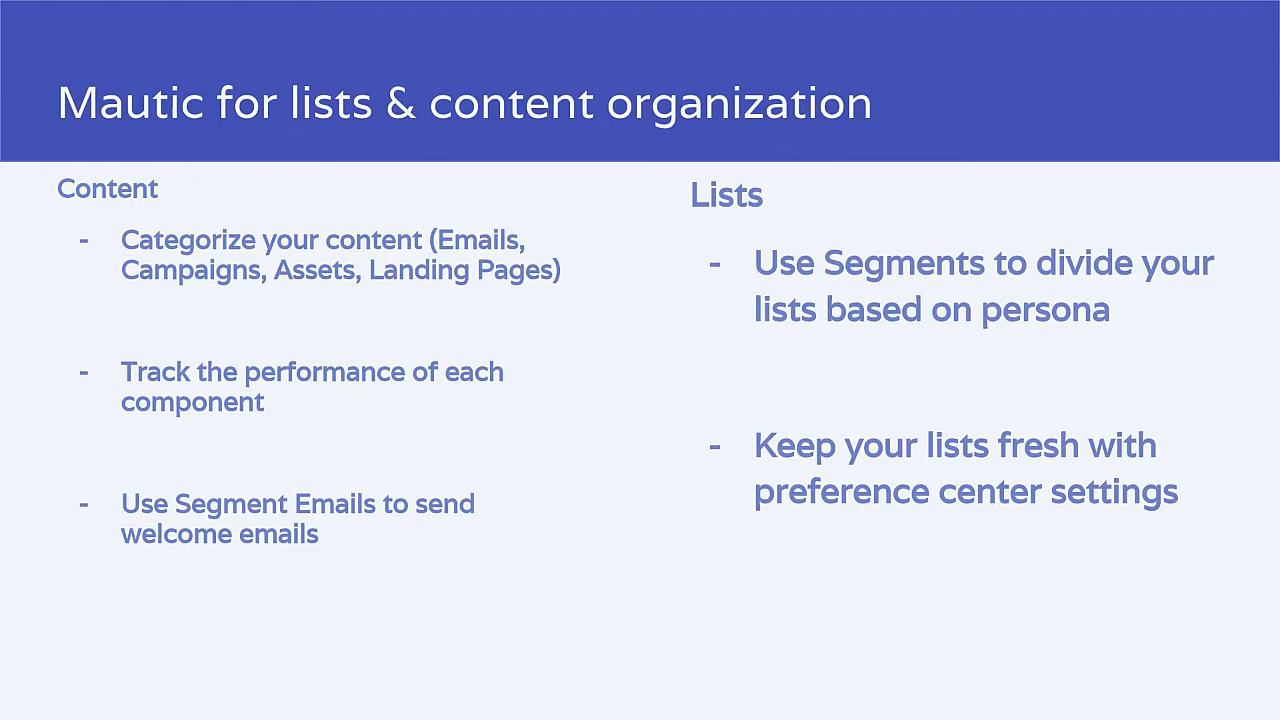 Mautic for lists & content organization
Content
- Categorize your content (Emails,
Campaigns, Assets, Landing Pages)
- Track the performance of each
component
- Use Segment Emails to send
welcome emails
Lists
- Use Segments to divide your
lists based on persona
- Keep your lists fresh with
preference center settings